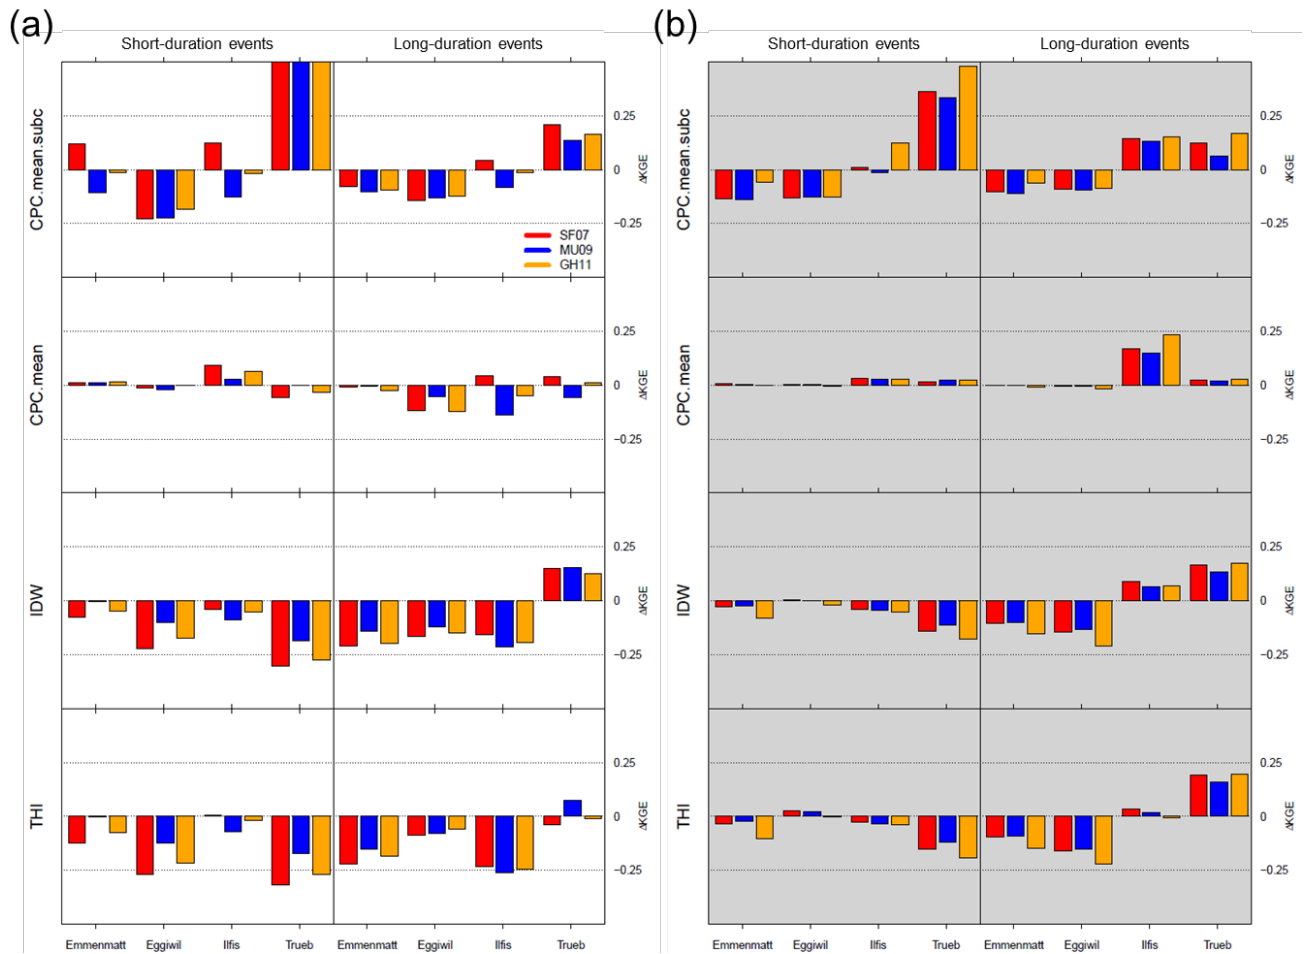 (a)
Short-duration events Long-duration events
CPC.mean.subc
0.25
0
-0.25
ΔKGE
SF07
MU09
GH11
CPC.mean
0.25
0
-0.25
ΔKGE
IDW
0.25
0
-0.25
ΔKGE
THI
0.25
0
-0.25
ΔKGE
Emmenmatt Eggiwil Ilfis Trueb Emmenmatt Eggiwil Ilfis Trueb
(b)
Short-duration events Long-duration events
CPC.mean.subc
0.25
0
-0.25
ΔKGE
CPC.mean
0.25
0
-0.25
ΔKGE
IDW
0.25
0
-0.25
ΔKGE
THI
0.25
0
-0.25
ΔKGE
Emmenmatt Eggiwil Ilfis Trueb Emmenmatt Eggiwil Ilfis Trueb